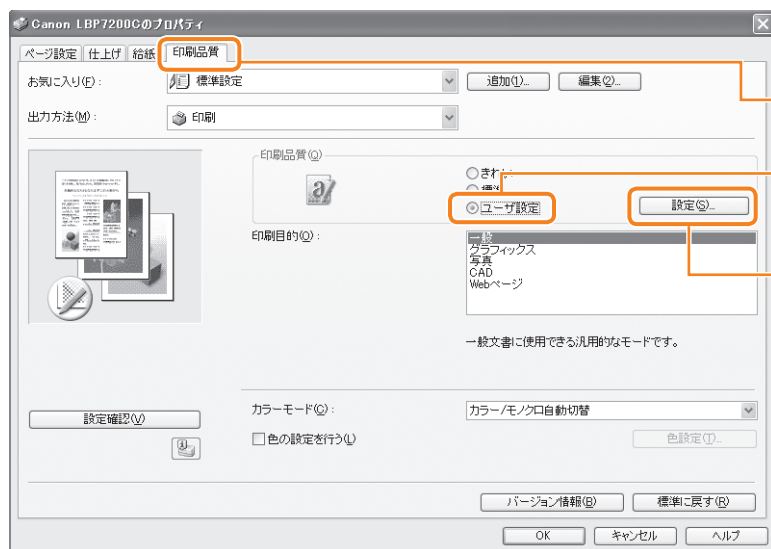 Canon LBP7200Cのプロパティ
ページ設定 仕上げ 給紙 印刷品質
お気に入り(F): 標準設定 追加(1)... 編集(2)...
出力方法(M): 印刷
印刷品質(Q)
きれい
標準
ユーザ設定 設定(S)...
印刷目的(O):
一般
グラフィックス
写真
CAD
Webページ
一般文書に使用できる汎用的なモードです。
設定確認(V)
カラーモード(C): カラー/モノクロ自動切替
色の設定を行う(L) 色設定(T)...
バージョン情報(B) 標準に戻す(R)
OK キャンセル ヘルプ